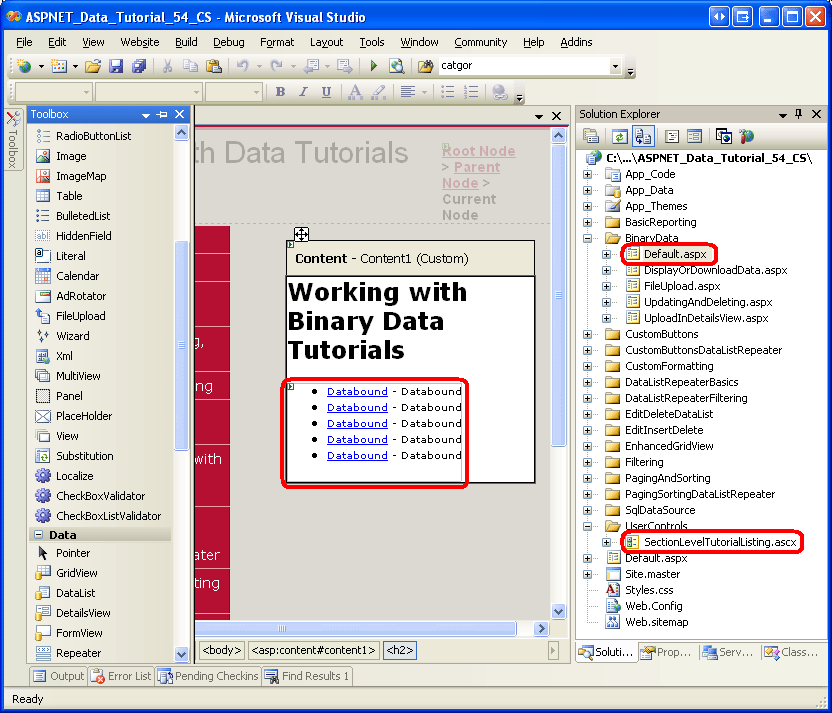 ASPNET_Data_Tutorial_54_CS - Microsoft Visual Studio
File Edit View Website Build Debug Format Layout Tools Window Community Help Addins
catgor
B I U A
Toolbox
Toolbox
RadioButtonList
Image
ImageMap
Table
BulletedList
HiddenField
Literal
Calendar
AdRotator
FileUpload
Wizard
Xml
MultiView
Panel
PlaceHolder
View
Substitution
Localize
CheckBoxValidator
CheckBoxListValidator
Data
Pointer
GridView
DataList
DetailsView
FormView
Repeater
th Data Tutorials
Root Node
> Parent
Node >
Current
Node
g,
ng
with
ater
ting
Content - Content1 (Custom)
Working with
Binary Data
Tutorials
Databound - Databound
Databound - Databound
Databound - Databound
Databound - Databound
Databound - Databound
<body> <asp:content#content1> <h2>
Solution Explorer
C:\...\ASPNET_Data_Tutorial_54_CS\
App_Code
App_Data
App_Themes
BasicReporting
BinaryData
Default.aspx
DisplayOrDownloadData.aspx
FileUpload.aspx
UpdatingAndDeleting.aspx
UploadInDetailsView.aspx
CustomButtons
CustomButtonsDataListRepeater
CustomFormatting
DataListRepeaterBasics
DataListRepeaterFiltering
EditDeleteDataList
EditInsertDelete
EnhancedGridView
Filtering
PagingAndSorting
PagingSortingDataListRepeater
SqlDataSource
UserControls
SectionLevelTutorialListing.ascx
Default.aspx
Site.master
Styles.css
Web.Config
Web.sitemap
Soluti... Prop... Serv... Class...
Output Error List Pending Checkins Find Results 1
Ready